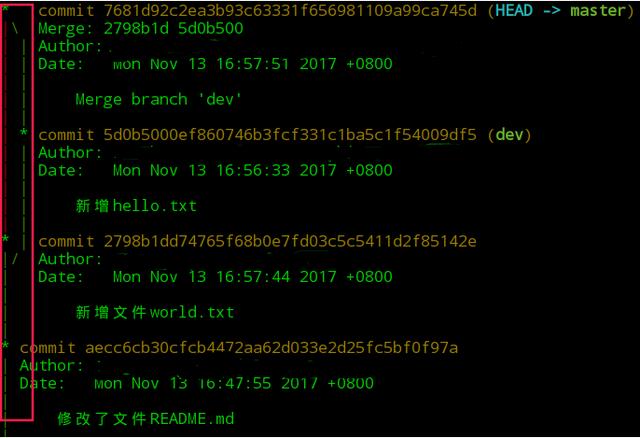 * commit 7681d92c2ea3b93c63331f656981109a99ca745d (HEAD -> master)
|\ Merge: 2798b1d 5d0b500
| | Author:
| | Date: Mon Nov 13 16:57:51 2017 +0800
| | Merge branch 'dev'
| * commit 5d0b5000ef860746b3fcf331c1ba5c1f54009df5 (dev)
| | Author:
| | Date: Mon Nov 13 16:56:33 2017 +0800
| | 新增hello.txt
* | commit 2798b1dd74765f68b0e7fd03c5c5411d2f85142e
|/ Author:
| Date: Mon Nov 13 16:57:44 2017 +0800
| 新增文件world.txt
* commit aecc6cb30cfcb4472aa62d033e2d25fc5bf0f97a
| Author:
| Date: Mon Nov 13 16:47:55 2017 +0800
| 修改了文件README.md